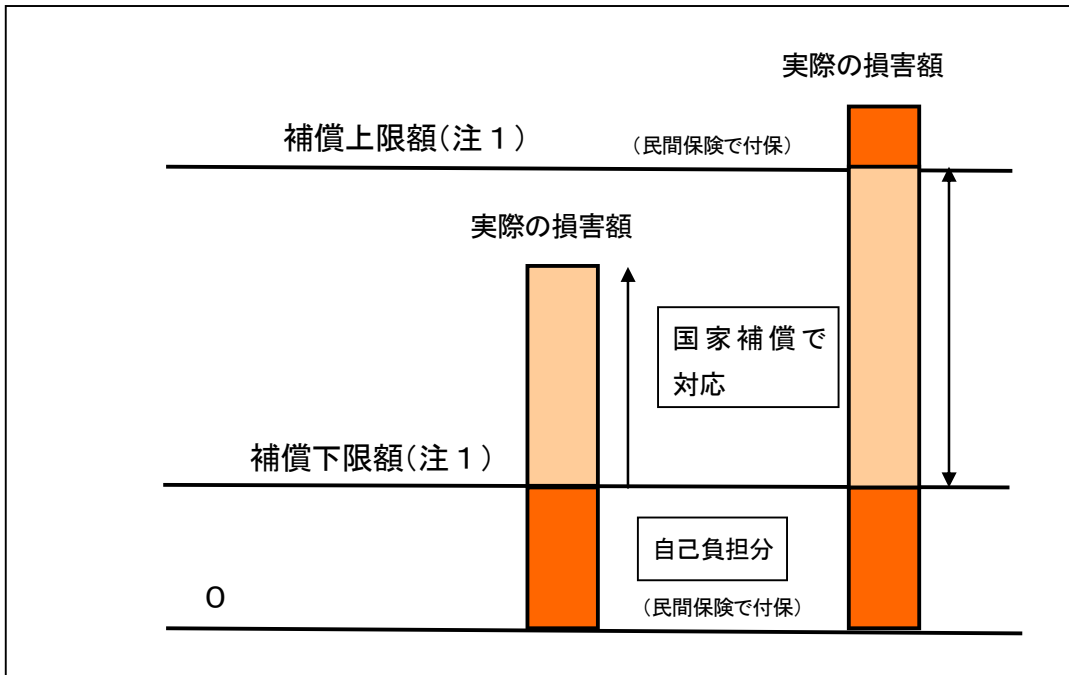 実際の損害額
補償上限額(注1)
(民間保険で付保)
実際の損害額
国家補償で
対応
補償下限額(注1)
自己負担分
0
(民間保険で付保)